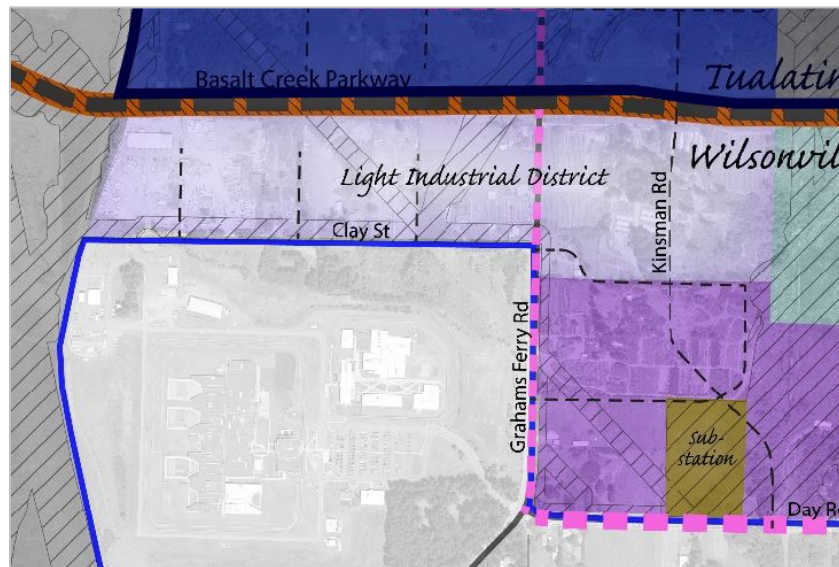 Basalt Creek Parkway
Tualatin
Wilsonvil
Light Industrial District
Clay St
Kinsman Rd
Grahams Ferry Rd
Sub-
station
Day R